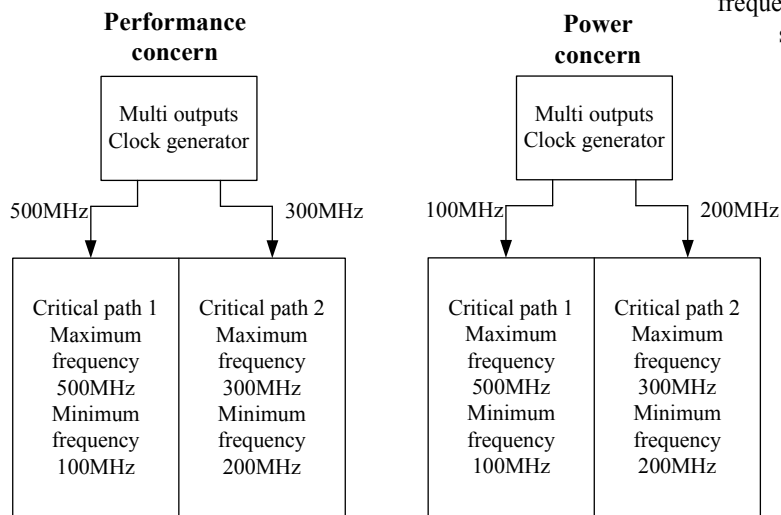 Performance
concern
Multi outputs
Clock generator
500MHz
300MHz
Critical path 1
Maximum
frequency
500MHz
Minimum
frequency
100MHz
Critical path 2
Maximum
frequency
300MHz
Minimum
frequency
200MHz
Power
concern
Multi outputs
Clock generator
100MHz
200MHz
Critical path 1
Maximum
frequency
500MHz
Minimum
frequency
100MHz
Critical path 2
Maximum
frequency
300MHz
Minimum
frequency
200MHz